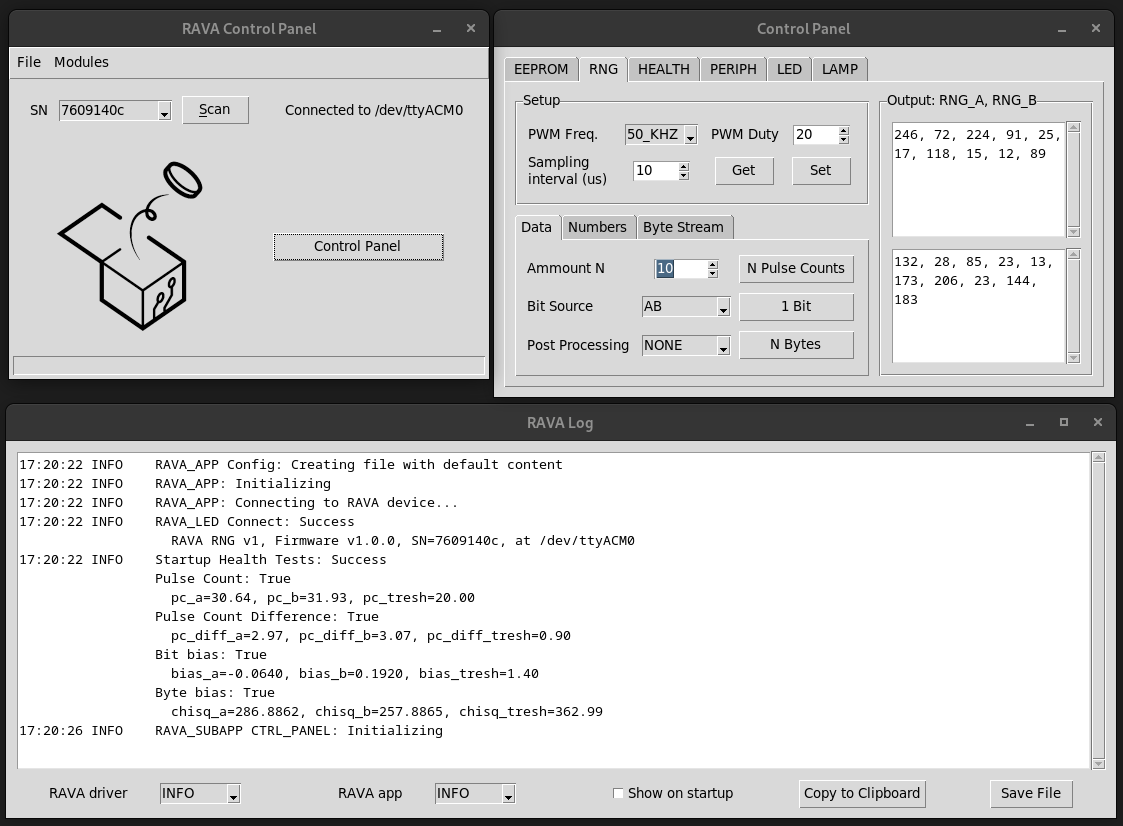 RAVA Control Panel
File Modules
SN 7609140c Scan Connected to /dev/ttyACM0
Control Panel
Control Panel
EEPROM RNG HEALTH PERIPH LED LAMP
Setup
PWM Freq. 50_KHZ PWM Duty 20
Sampling
interval (us) 10 Get Set
Data Numbers Byte Stream
Ammount N 10 N Pulse Counts
Bit Source AB 1 Bit
Post Processing NONE N Bytes
Output: RNG_A, RNG_B
246, 72, 224, 91, 25,
17, 118, 15, 12, 89
132, 28, 85, 23, 13,
173, 206, 23, 144,
183
RAVA Log
17:20:22 INFO RAVA_APP Config: Creating file with default content
17:20:22 INFO RAVA_APP: Initializing
17:20:22 INFO RAVA_APP: Connecting to RAVA device...
17:20:22 INFO RAVA_LED Connect: Success
RAVA RNG v1, Firmware v1.0.0, SN=7609140c, at /dev/ttyACM0
17:20:22 INFO Startup Health Tests: Success
Pulse Count: True
pc_a=30.64, pc_b=31.93, pc_tresh=20.00
Pulse Count Difference: True
pc_diff_a=2.97, pc_diff_b=3.07, pc_diff_tresh=0.90
Bit bias: True
bias_a=-0.0640, bias_b=0.1920, bias_tresh=1.40
Byte bias: True
chisq_a=286.8862, chisq_b=257.8865, chisq_tresh=362.99
17:20:26 INFO RAVA_SUBAPP CTRL_PANEL: Initializing
RAVA driver INFO RAVA app INFO Show on startup Copy to Clipboard Save File